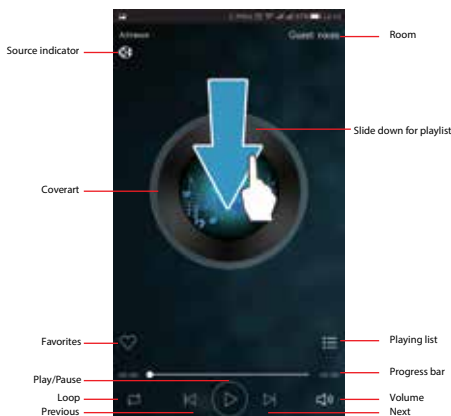 Guest room
Room
Source indicator
Slide down for playlist
Coverart
Favorites
Playing list
Progress bar
Play/Pause
Loop
Volume
Previous
Next